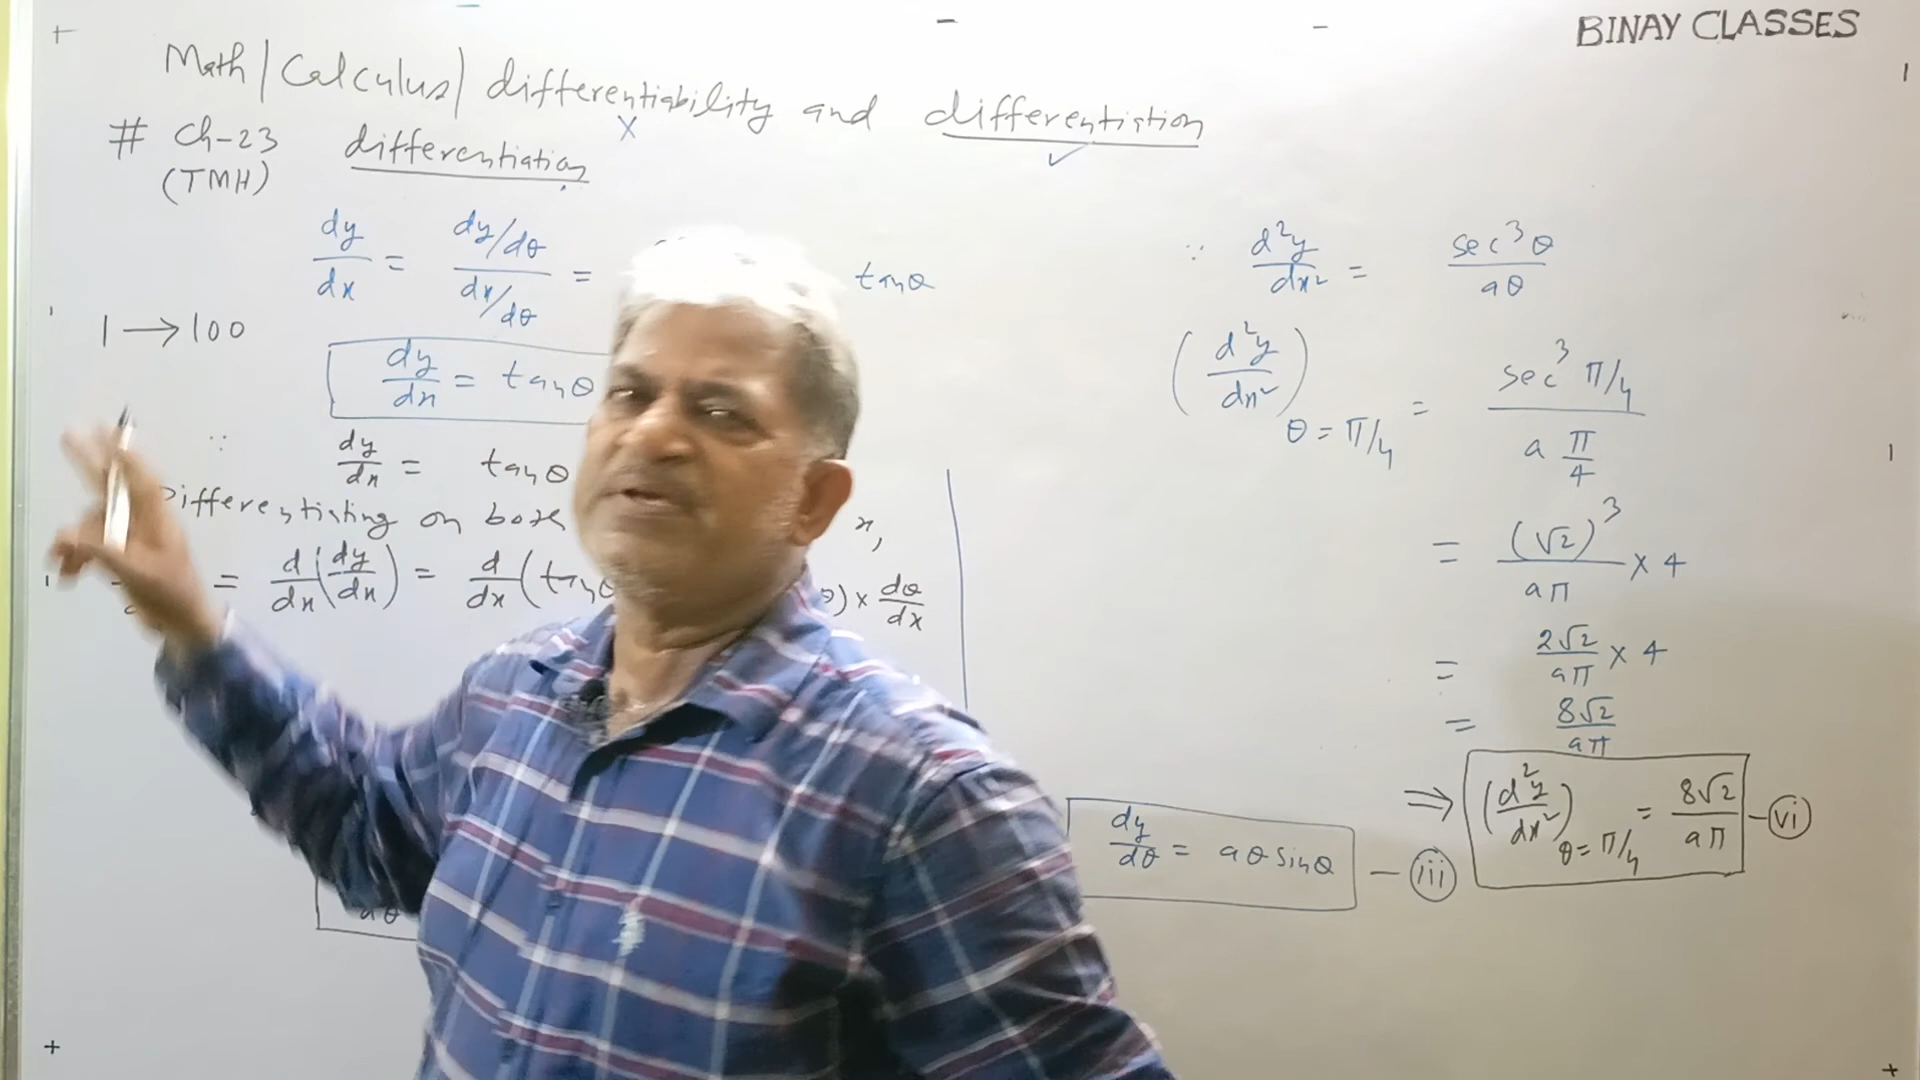 BINAY CLASSES
Math / Calculus / differentiability and differentiation
x ✓
# Ch-23 differentiation
(TMH)
dy/dx = (dy/dθ)/(dx/dθ) = tanθ
1 → 100
dy/dx = tanθ
∵ dy/dx = tanθ
Differentiating on both x,
= d/dx (dy/dx) = d/dx (tanθ θ) × dθ/dx
aθ
dy/dθ = aθ sinθ — (iii)
∵ d²y/dx² = sec³θ/aθ
(d²y/dx²) θ = π/4 = sec³ π/4 / a π/4
= (√2)³/aπ × 4
= 2√2/aπ × 4
= 8√2/aπ
⇒ (d²y/dx²) θ = π/4 = 8√2/aπ — (vi)